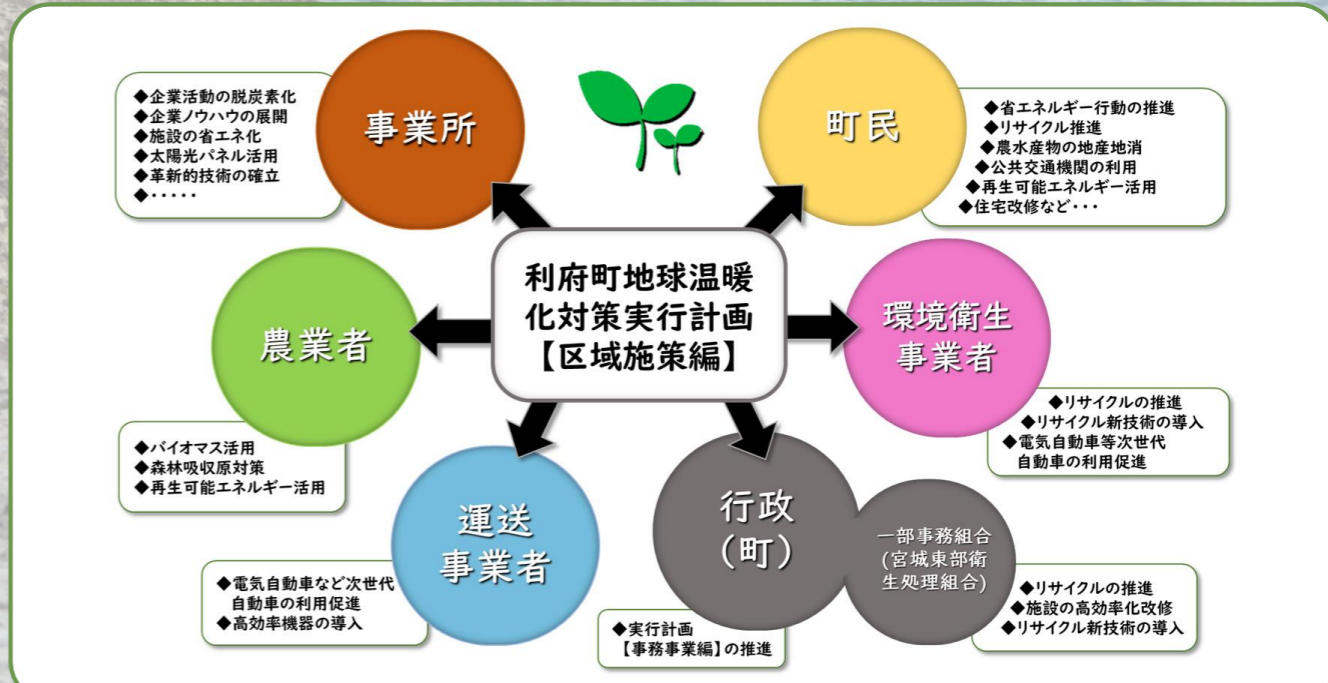 事業所
◆企業活動の脱炭素化
◆企業ノウハウの展開
◆施設の省エネ化
◆太陽光パネル活用
◆革新的技術の確立
◆・・・・・
町民
◆省エネルギー行動の推進
◆リサイクル推進
◆農水産物の地産地消
◆公共交通機関の利用
◆再生可能エネルギー活用
◆住宅改修など・・・
利府町地球温暖
化対策実行計画
【区域施策編】
農業者
◆バイオマス活用
◆森林吸収原対策
◆再生可能エネルギー活用
環境衛生
事業者
◆リサイクルの推進
◆リサイクル新技術の導入
◆電気自動車等次世代
自動車の利用促進
運送
事業者
◆電気自動車など次世代
自動車の利用促進
◆高効率機器の導入
行政
（町）
◆実行計画
【事務事業編】の推進
一部事務組合
(宮城東部衛
生処理組合)
◆リサイクルの推進
◆施設の高効率化改修
◆リサイクル新技術の導入